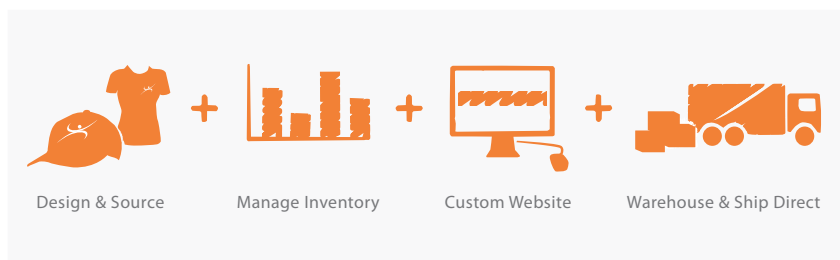 Design & Source
Manage Inventory
Custom Website
Warehouse & Ship Direct